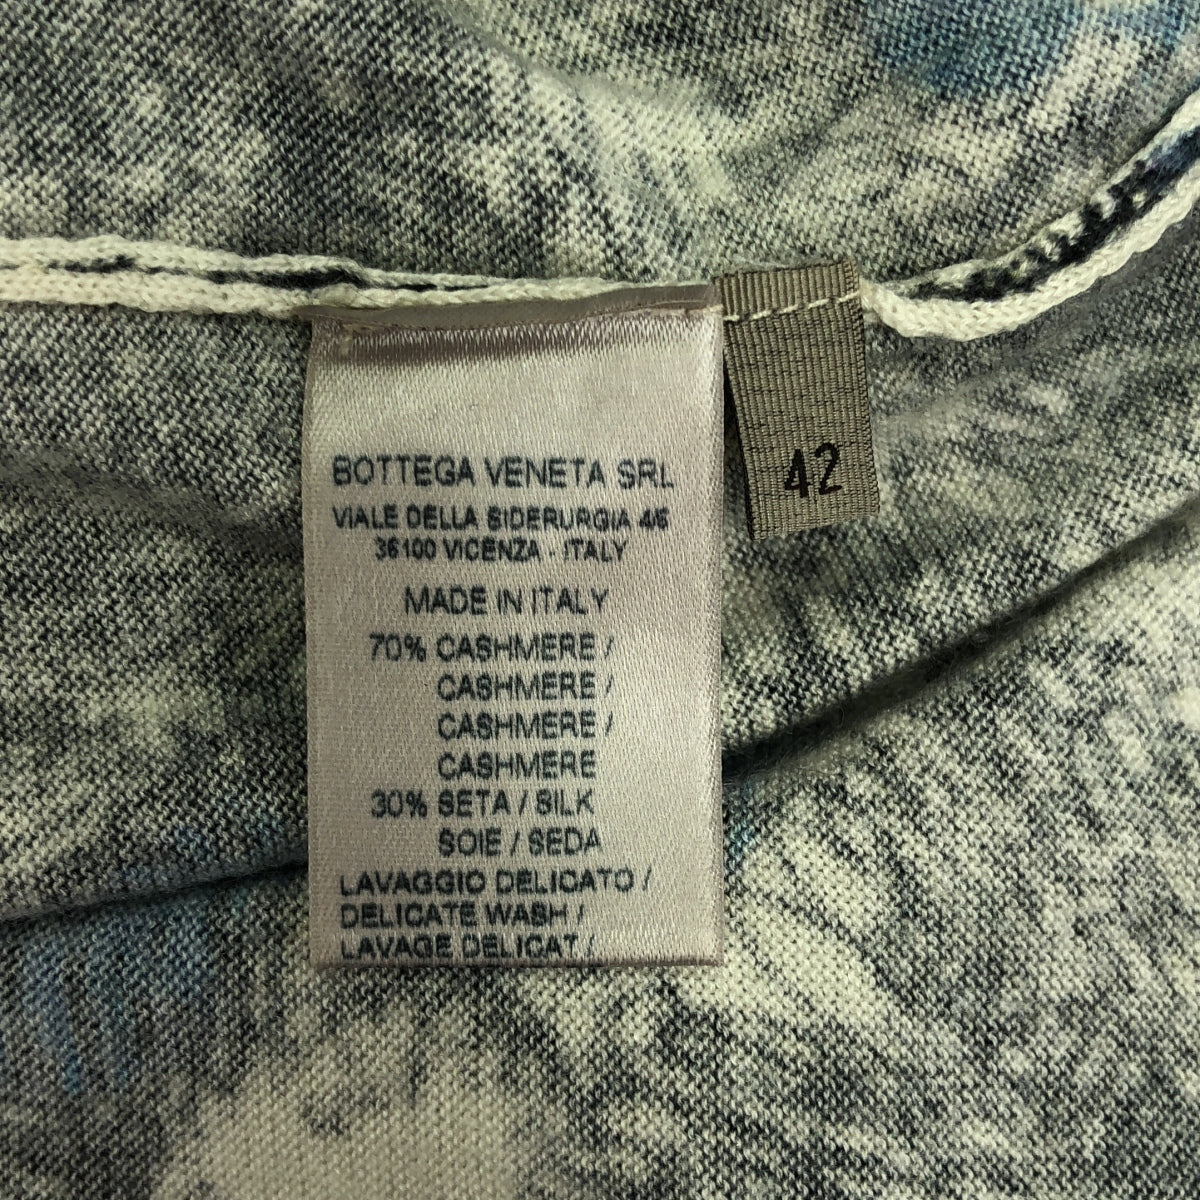 BOTTEGA VENETA SRL
VIALE DELLA SIDERURGIA 4/6
36100 VICENZA - ITALY
MADE IN ITALY
70% CASHMERE /
CASHMERE /
CASHMERE /
CASHMERE
30% SETA / SILK
SOIE / SEDA
LAVAGGIO DELICATO /
DELICATE WASH /
LAVAGE DELICAT /
42